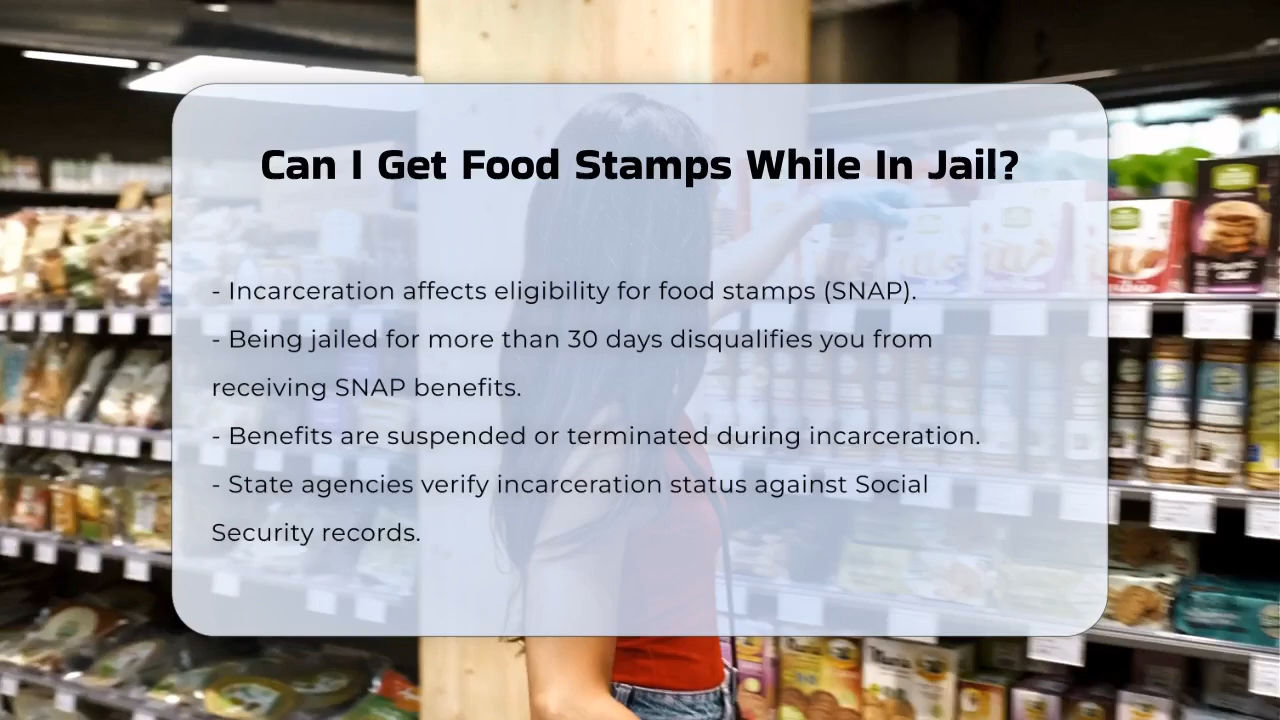 Can I Get Food Stamps While In Jail?
- Incarceration affects eligibility for food stamps (SNAP).
- Being jailed for more than 30 days disqualifies you from
receiving SNAP benefits.
- Benefits are suspended or terminated during incarceration.
- State agencies verify incarceration status against Social
Security records.